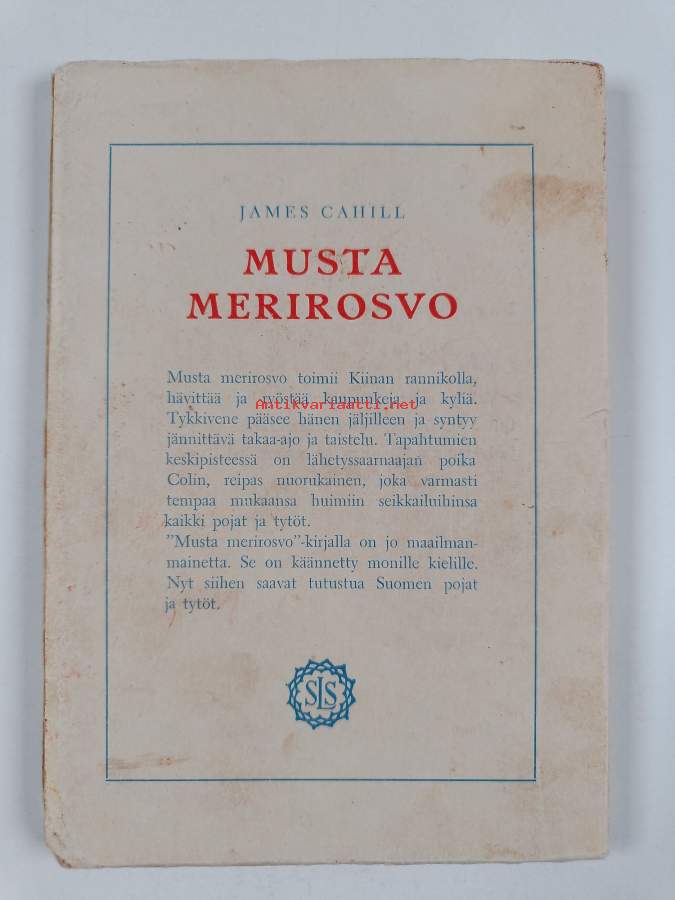 JAMES CAHILL
MUSTA
MERIROSVO
Musta merirosvo toimii Kiinan rannikolla,
hävittää ja ryöstää kaupunkeja ja kyliä.
Antikvariaatti.net
Tykkivene pääsee hänen jäljilleen ja syntyy
jännittävä takaa-ajo ja taistelu. Tapahtumien
keskipisteessä on lähetyssaarnaajan poika
Colin, reipas nuorukainen, joka varmasti
tempaa mukaansa huimiin seikkailuihinsa
kaikki pojat ja tytöt.
"Musta merirosvo"-kirjalla on jo maailman-
mainetta. Se on käännetty monille kielille.
Nyt siihen saavat tutustua Suomen pojat
ja tytöt.
SLS